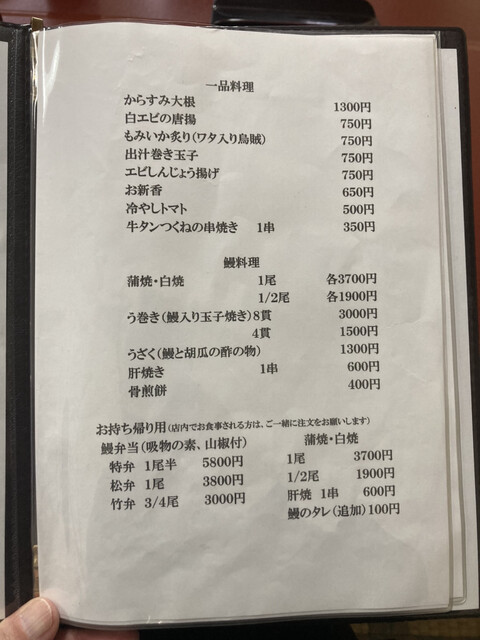 一品料理
からすみ大根 1300円
白エビの唐揚 750円
もみいか炙り(ワタ入り烏賊) 750円
出汁巻き玉子 750円
エビしんじょう揚げ 750円
お新香 650円
冷やしトマト 500円
牛タンつくねの串焼き 1串 350円
鰻料理
蒲焼・白焼 1尾 各3700円
1/2尾 各1900円
う巻き(鰻入り玉子焼き)8貫 3000円
4貫 1500円
うざく(鰻と胡瓜の酢の物) 1300円
肝焼き 1串 600円
骨煎餅 400円
お持ち帰り用(店内でお食事される方は、ご一緒に注文をお願いします)
鰻弁当(吸物の素、山椒付)
特弁 1尾半 5800円
松弁 1尾 3800円
竹弁 3/4尾 3000円
蒲焼・白焼
1尾 3700円
1/2尾 1900円
肝焼 1串 600円
鰻のタレ(追加)100円